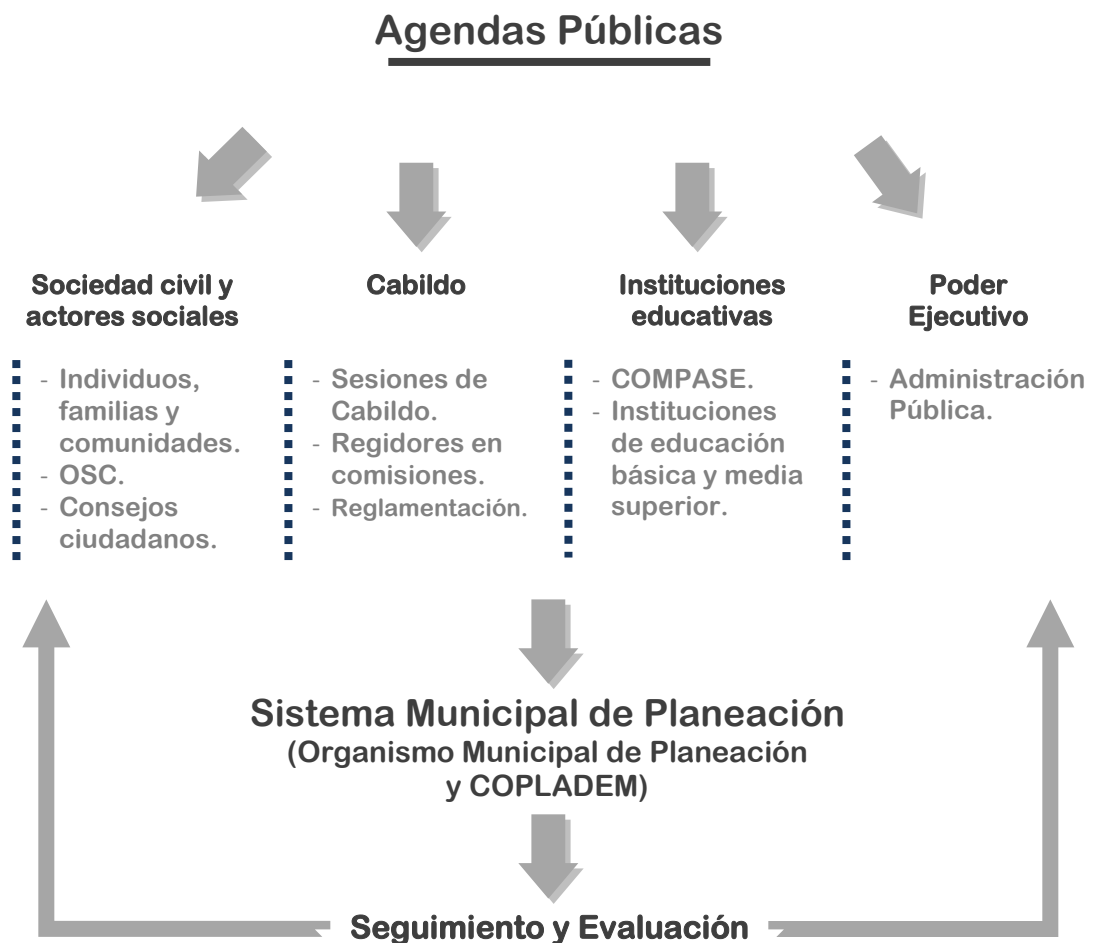 Agendas Públicas
Sociedad civil y
actores sociales
- Individuos,
familias y
comunidades.
- OSC.
- Consejos
ciudadanos.
Cabildo
- Sesiones de
Cabildo.
- Regidores en
comisiones.
- Reglamentación.
Instituciones
educativas
- COMPASE.
- Instituciones
de educación
básica y media
superior.
Poder
Ejecutivo
- Administración
Pública.
Sistema Municipal de Planeación
(Organismo Municipal de Planeación
y COPLADEM)
Seguimiento y Evaluación